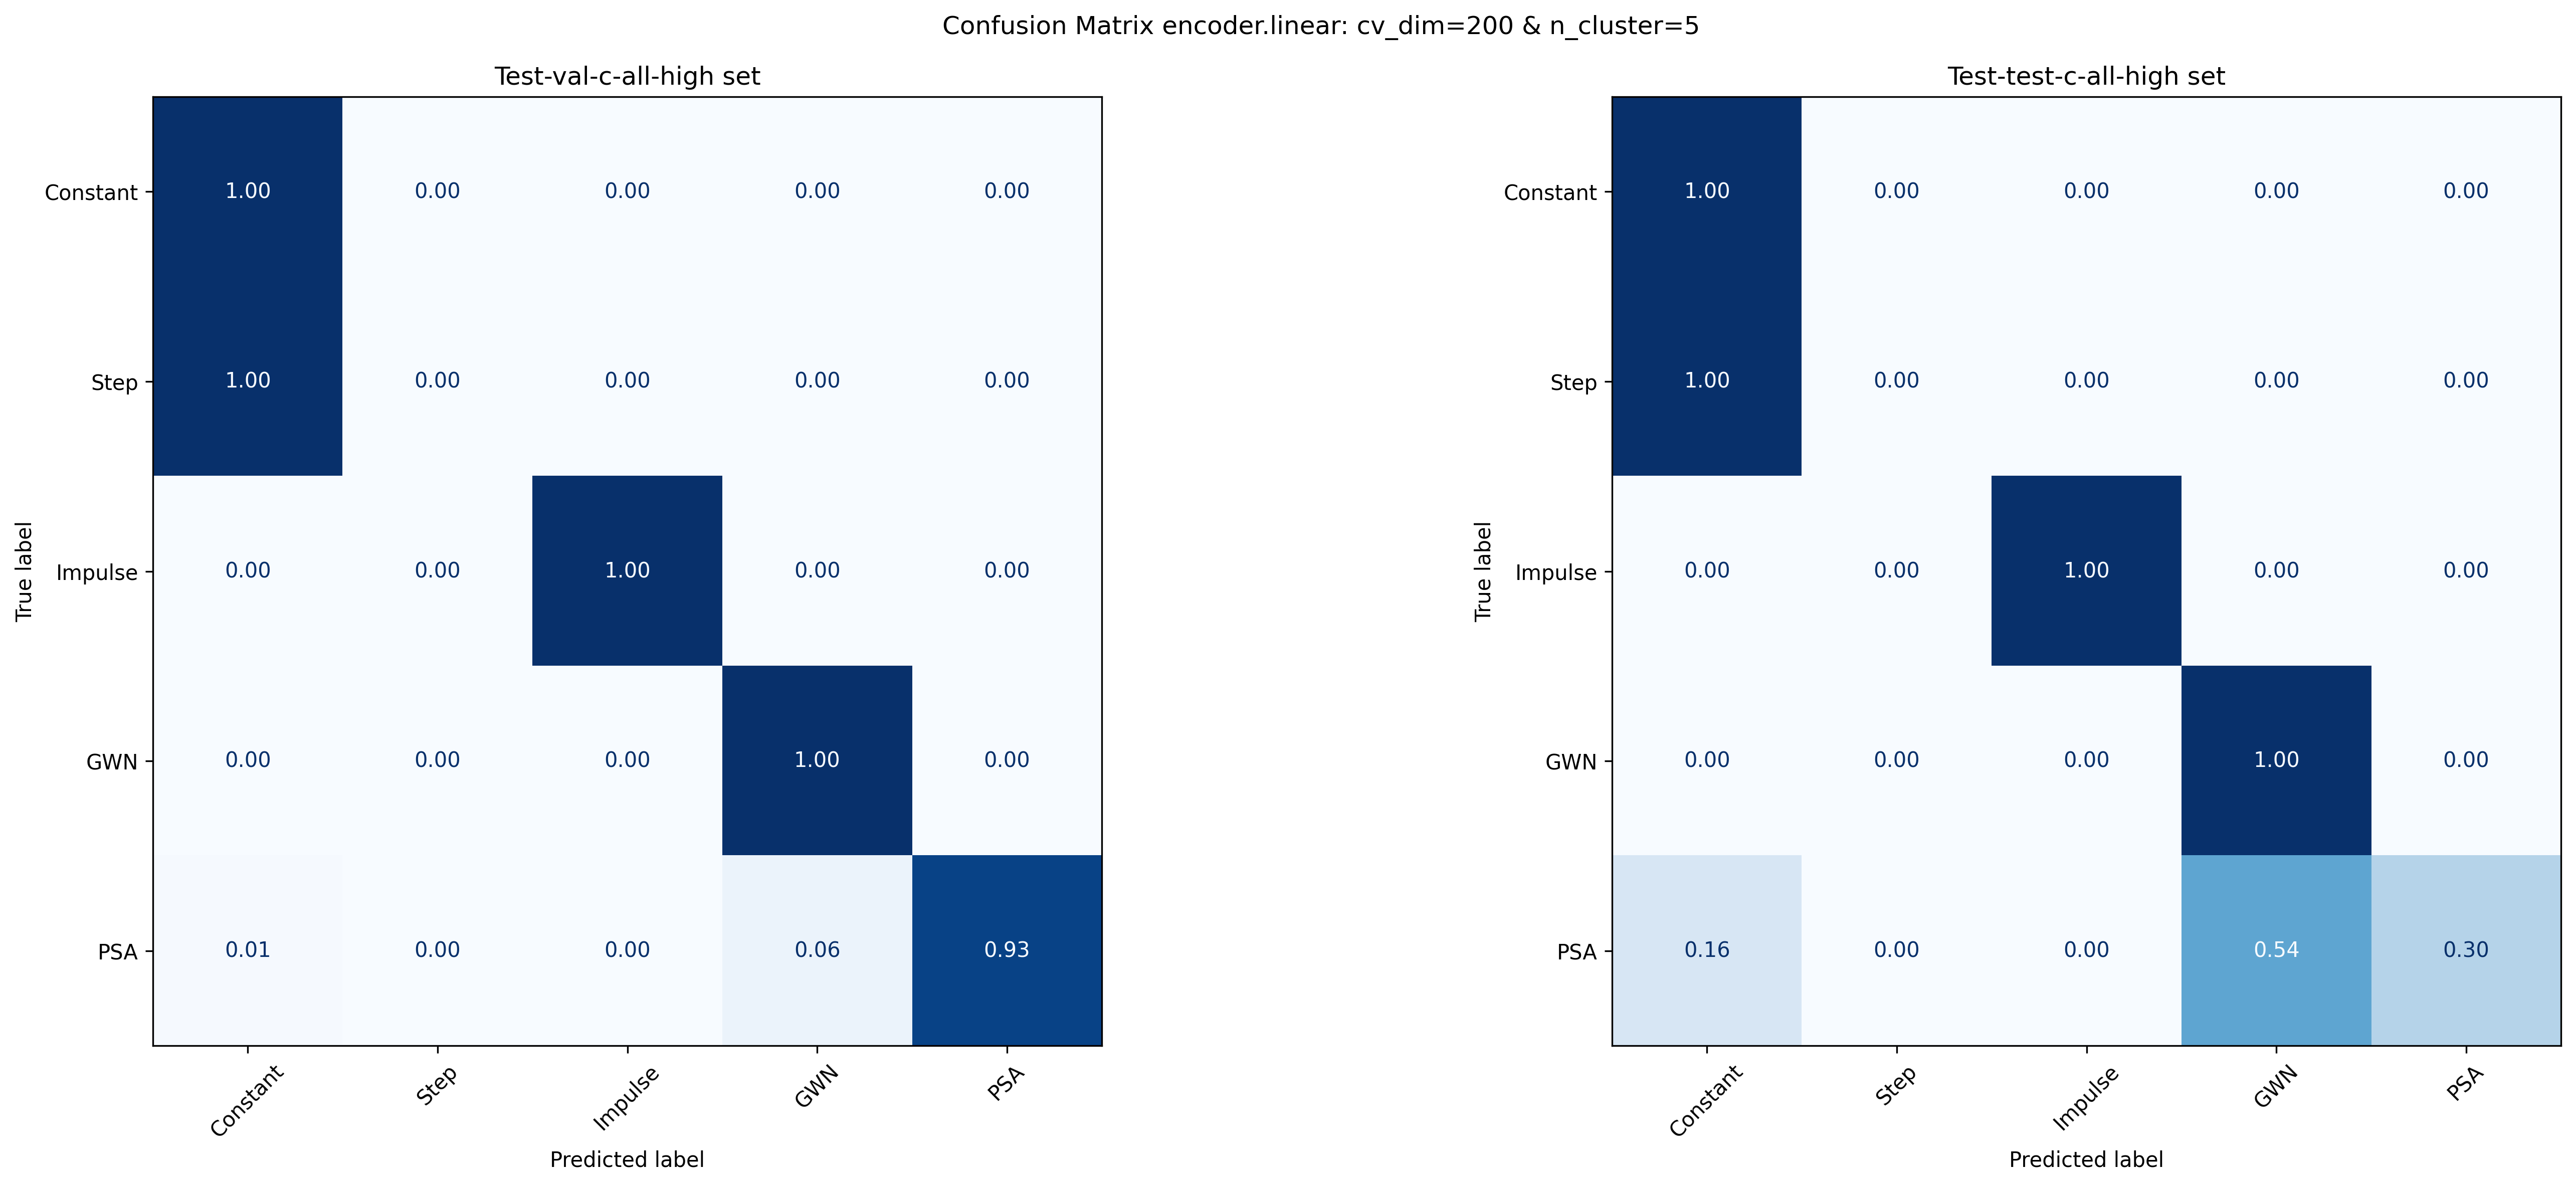 Confusion Matrix encoder.linear: cv_dim=200 & n_cluster=5
Test-val-c-all-high set
True label
Constant 1.00 0.00 0.00 0.00 0.00
Step 1.00 0.00 0.00 0.00 0.00
Impulse 0.00 0.00 1.00 0.00 0.00
GWN 0.00 0.00 0.00 1.00 0.00
PSA 0.01 0.00 0.00 0.06 0.93
Constant Step Impulse GWN PSA
Predicted label
Test-test-c-all-high set
True label
Constant 1.00 0.00 0.00 0.00 0.00
Step 1.00 0.00 0.00 0.00 0.00
Impulse 0.00 0.00 1.00 0.00 0.00
GWN 0.00 0.00 0.00 1.00 0.00
PSA 0.16 0.00 0.00 0.54 0.30
Constant Step Impulse GWN PSA
Predicted label